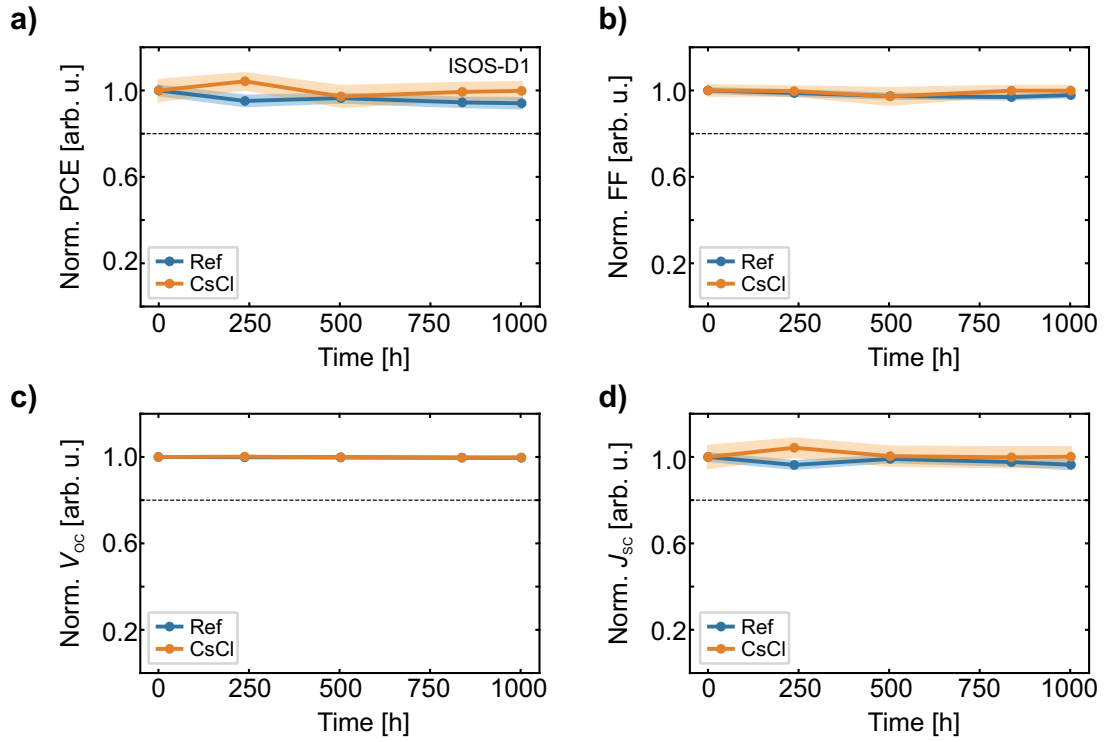 a)
ISOS-D1
Norm. PCE [arb. u.]
1.0
0.6
0.2
Ref
CsCl
0 250 500 750 1000
Time [h]
b)
Norm. FF [arb. u.]
1.0
0.6
0.2
Ref
CsCl
0 250 500 750 1000
Time [h]
c)
Norm. Voc [arb. u.]
1.0
0.6
0.2
Ref
CsCl
0 250 500 750 1000
Time [h]
d)
Norm. Jsc [arb. u.]
1.0
0.6
0.2
Ref
CsCl
0 250 500 750 1000
Time [h]